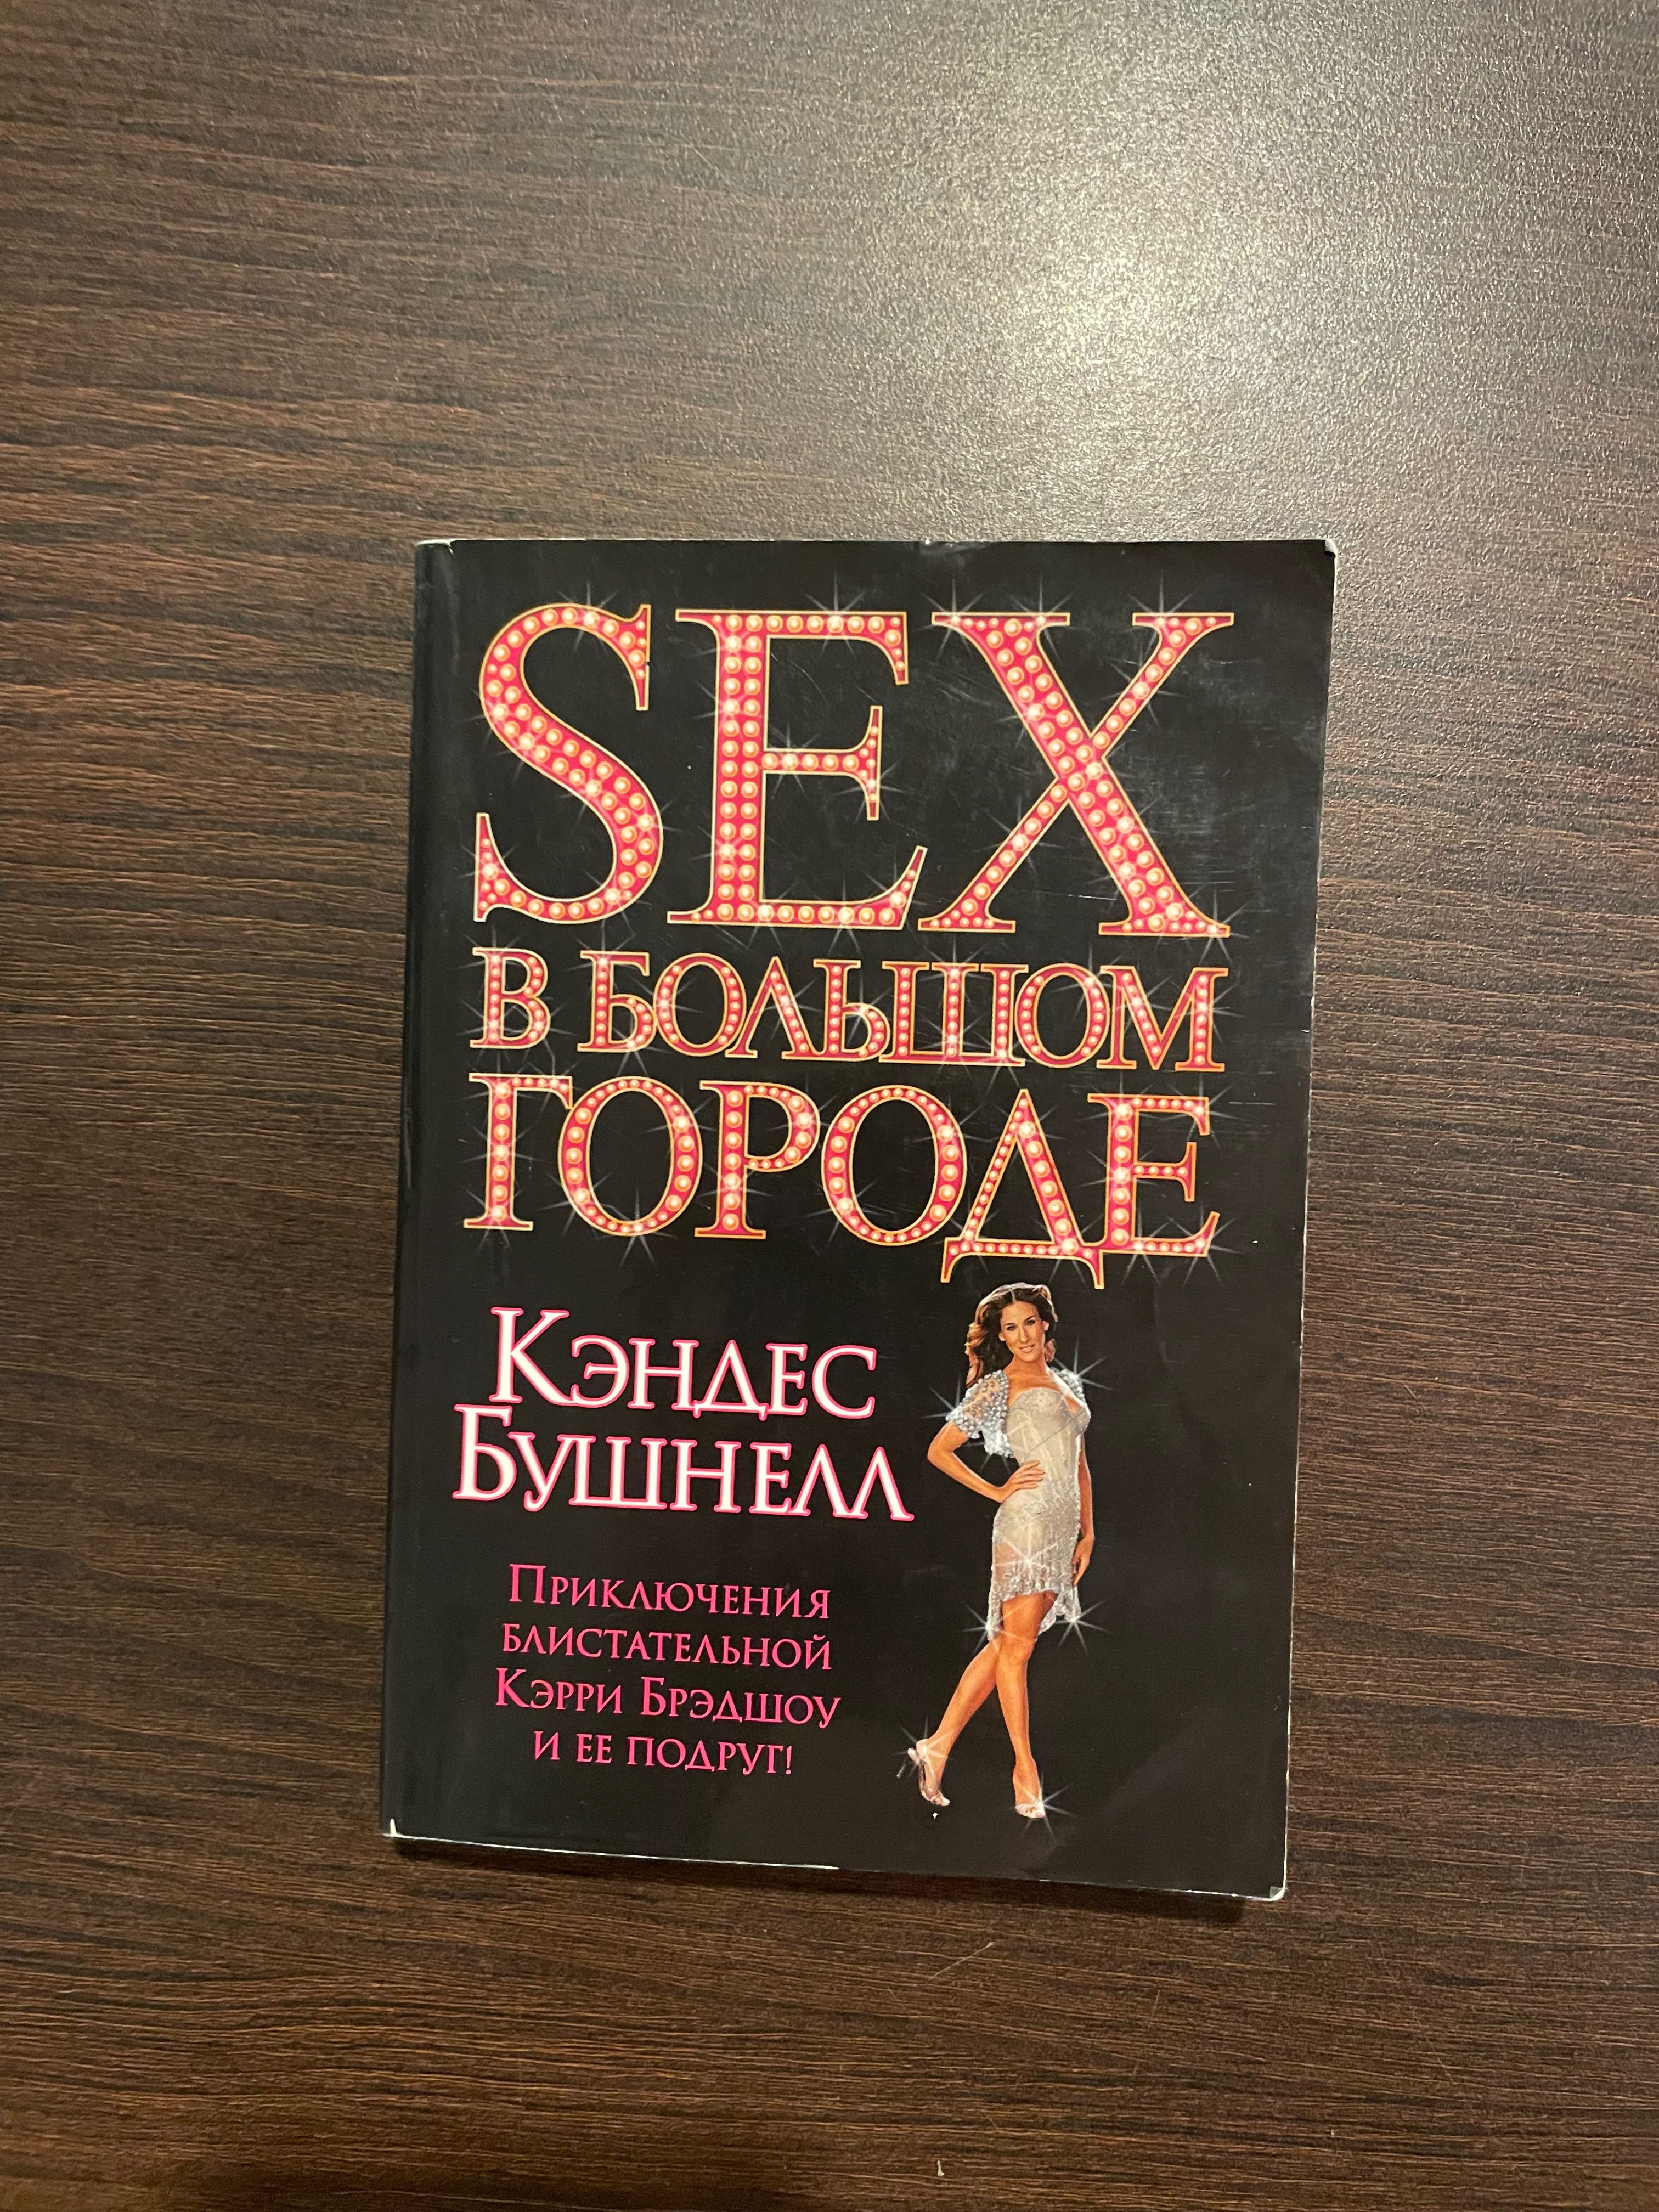 SEX
В БОЛЬШОМ
ГОРОДЕ
КЭНДЕС
БУШНЕЛЛ
ПРИКЛЮЧЕНИЯ
БЛИСТАТЕЛЬНОЙ
КЭРРИ БРЭДШОУ
И ЕЕ ПОДРУГ!